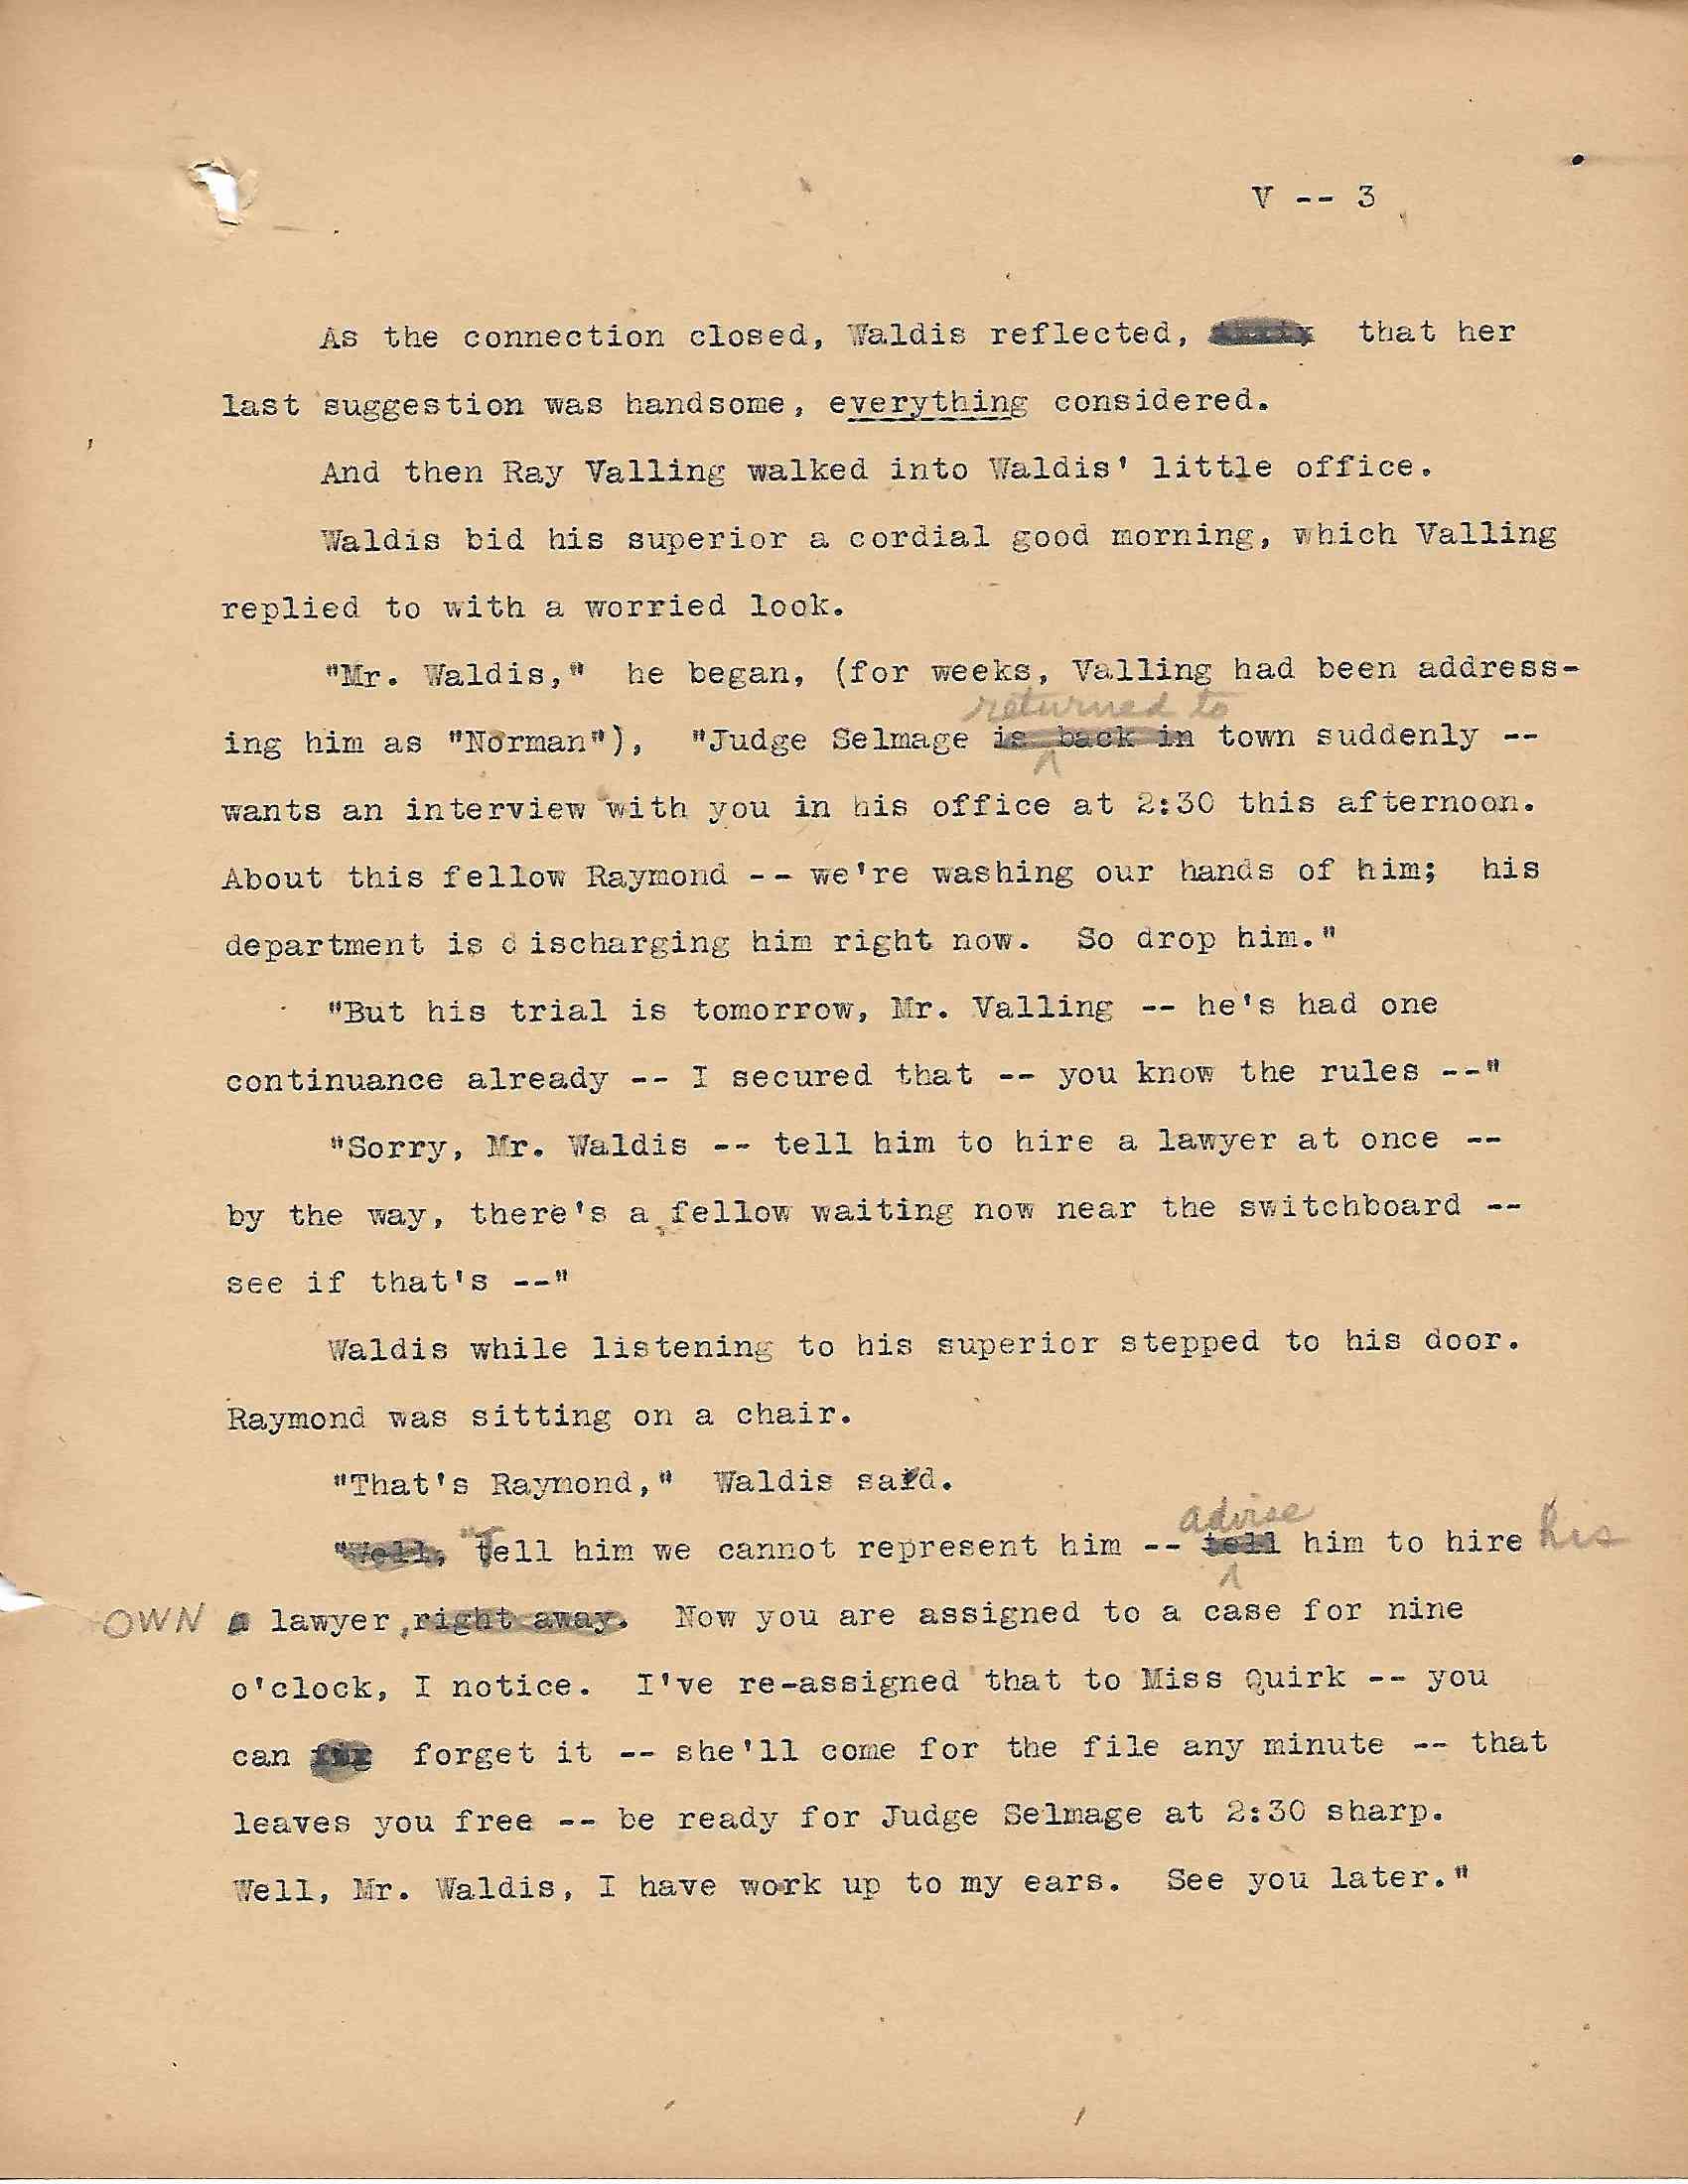 V -- 3
As the connection closed, Waldis reflected, that her
last suggestion was handsome, everything considered.
And then Ray Valling walked into Waldis' little office.
Waldis bid his superior a cordial good morning, which Valling
replied to with a worried look.
"Mr. Waldis," he began, (for weeks, Valling had been address-
returned to
ing him as "Norman"), "Judge Selmage is back in town suddenly --
wants an interview with you in his office at 2:30 this afternoon.
About this fellow Raymond -- we're washing our hands of him; his
department is d ischarging him right now. So drop him."
"But his trial is tomorrow, Mr. Valling -- he's had one
continuance already -- I secured that -- you know the rules --"
"Sorry, Mr. Waldis -- tell him to hire a lawyer at once --
by the way, there's a fellow waiting now near the switchboard --
see if that's --"
Waldis while listening to his superior stepped to his door.
Raymond was sitting on a chair.
"That's Raymond," Waldis said.
advise
"Well, "Tell him we cannot represent him -- tell him to hire his
OWN a lawyer, right away. Now you are assigned to a case for nine
o'clock, I notice. I've re-assigned that to Miss Quirk -- you
can forget it -- she'll come for the file any minute -- that
leaves you free -- be ready for Judge Selmage at 2:30 sharp.
Well, Mr. Waldis, I have work up to my ears. See you later."